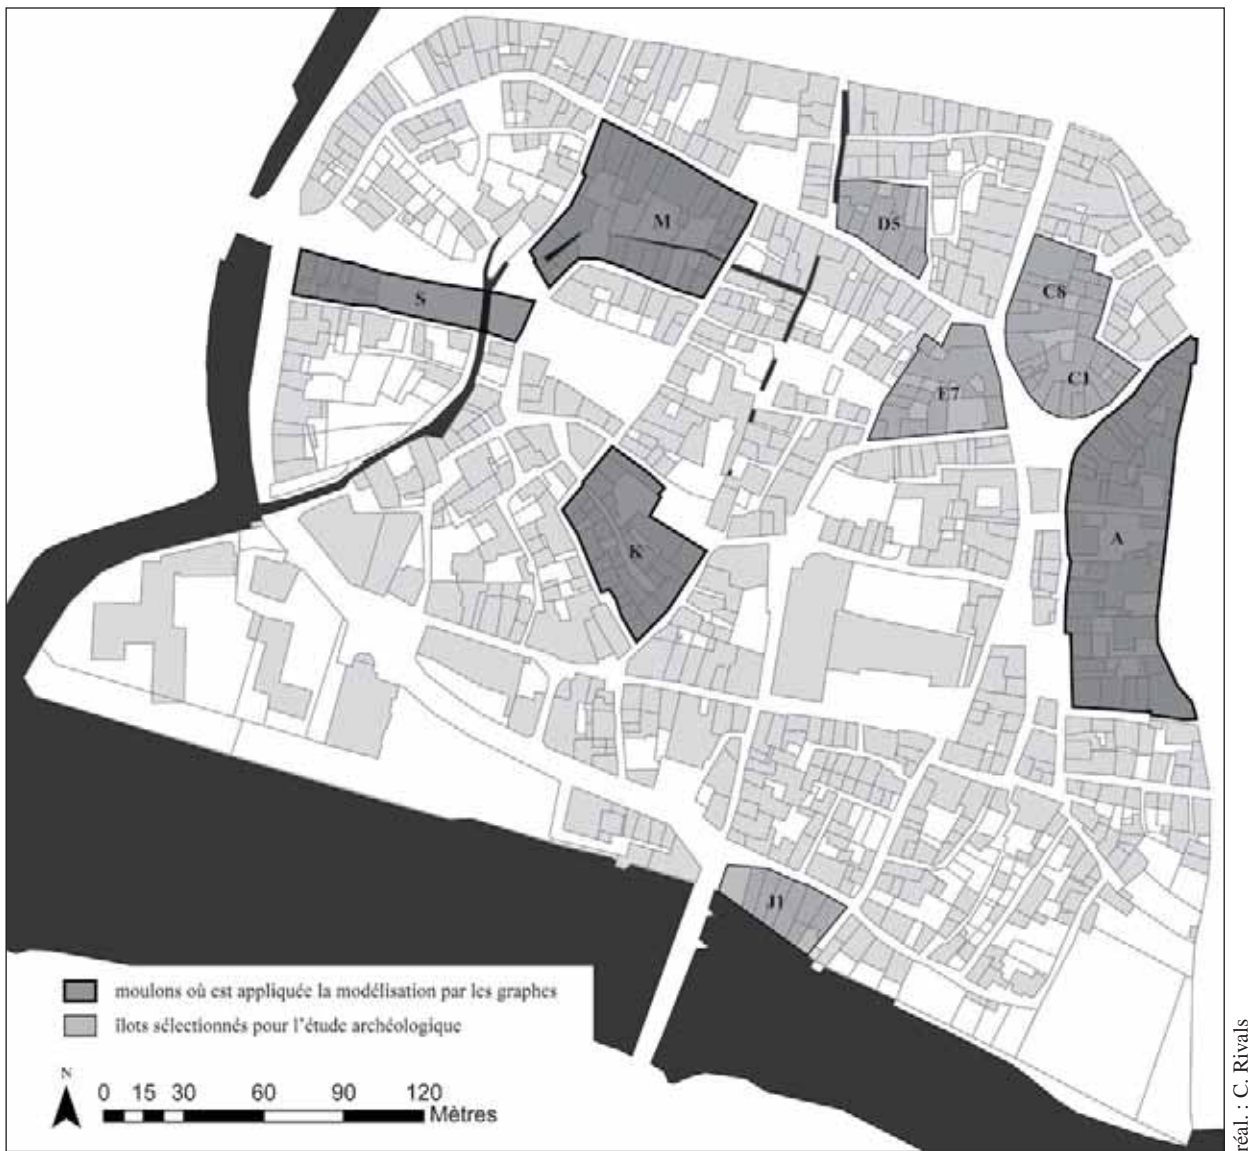 M
D5
S
C8
C1
E7
A
K
J1
moulons où est appliquée la modélisation par les graphes
îlots sélectionnés pour l'étude archéologique
N
0 15 30 60 90 120
Mètres
réal. : C. Rivals